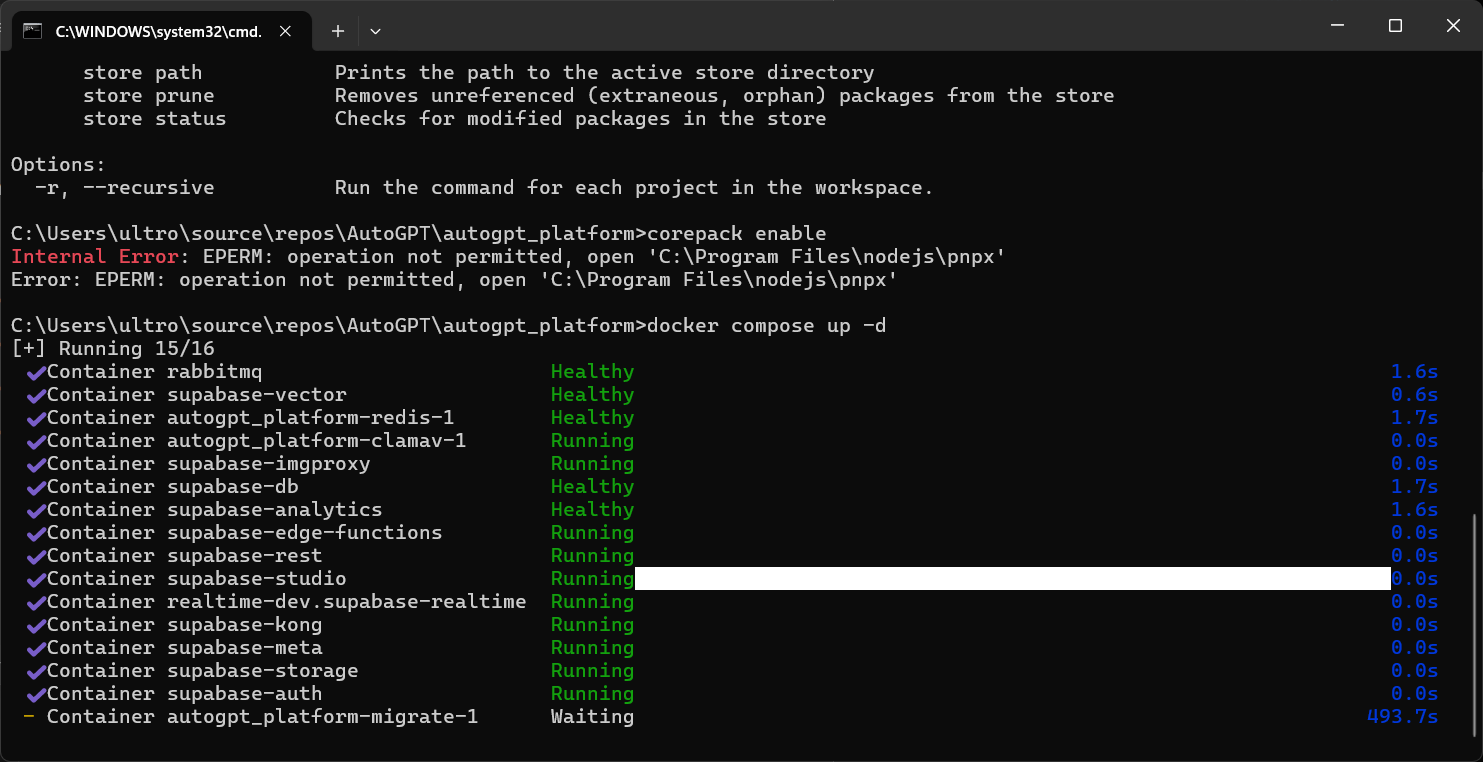 C:\WINDOWS\system32\cmd.
store path Prints the path to the active store directory
store prune Removes unreferenced (extraneous, orphan) packages from the store
store status Checks for modified packages in the store
Options:
-r, --recursive Run the command for each project in the workspace.
C:\Users\ultro\source\repos\AutoGPT\autogpt_platform>corepack enable
Internal Error: EPERM: operation not permitted, open 'C:\Program Files\nodejs\pnpx'
Error: EPERM: operation not permitted, open 'C:\Program Files\nodejs\pnpx'
C:\Users\ultro\source\repos\AutoGPT\autogpt_platform>docker compose up -d
[+] Running 15/16
✔Container rabbitmq Healthy 1.6s
✔Container supabase-vector Healthy 0.6s
✔Container autogpt_platform-redis-1 Healthy 1.7s
✔Container autogpt_platform-clamav-1 Running 0.0s
✔Container supabase-imgproxy Running 0.0s
✔Container supabase-db Healthy 1.7s
✔Container supabase-analytics Healthy 1.6s
✔Container supabase-edge-functions Running 0.0s
✔Container supabase-rest Running 0.0s
✔Container supabase-studio Running 0.0s
✔Container realtime-dev.supabase-realtime Running 0.0s
✔Container supabase-kong Running 0.0s
✔Container supabase-meta Running 0.0s
✔Container supabase-storage Running 0.0s
✔Container supabase-auth Running 0.0s
- Container autogpt_platform-migrate-1 Waiting 493.7s